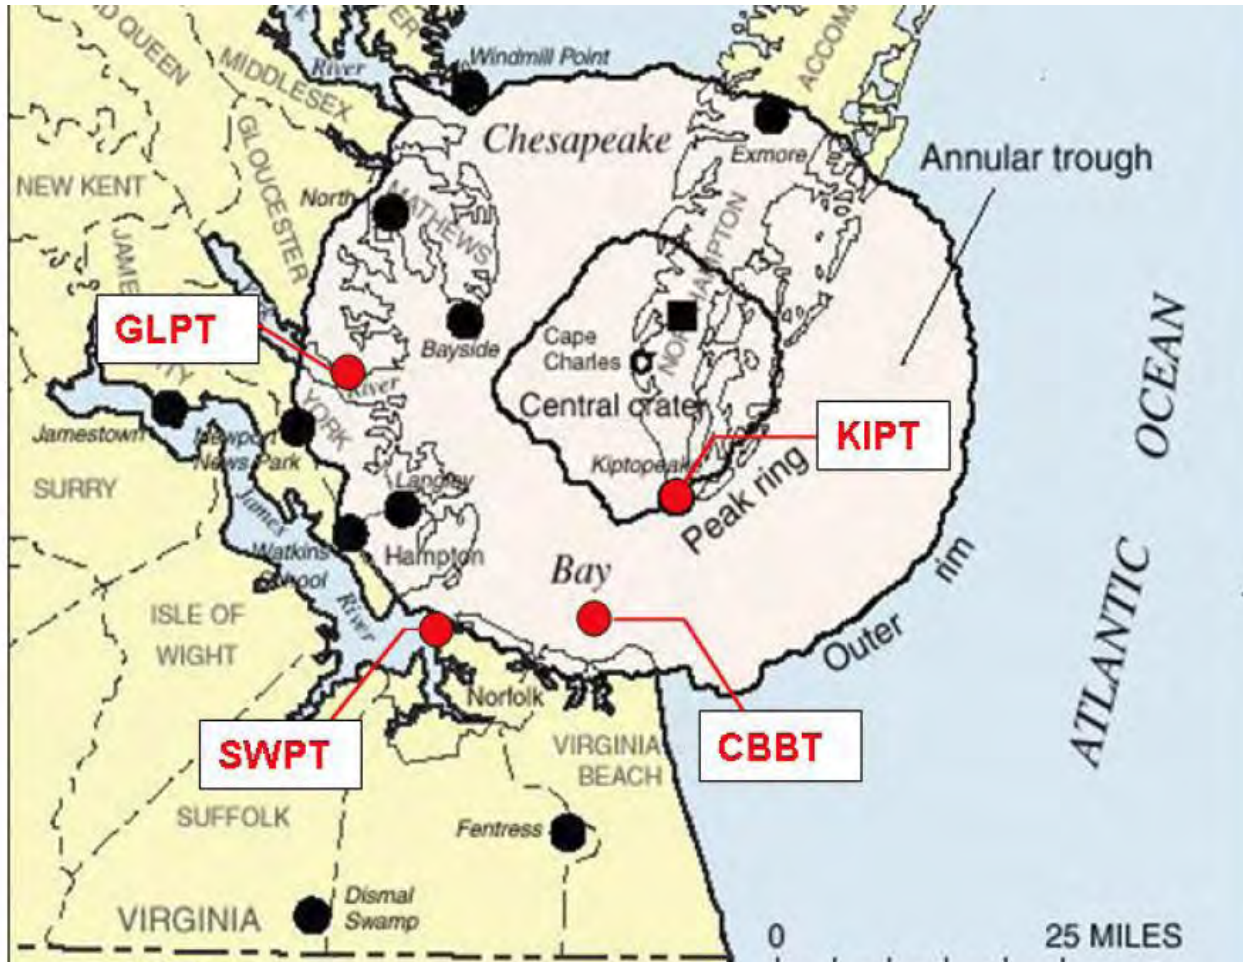 QUEEN
MIDDLESEX
River
Windmill Point
ACCOM
Chesapeake
Exmore
Annular trough
NEW KENT
GLOUCESTER
North
MATHEWS
NORTHAMPTON
JAME
CITY
GLPT
Bayside
Cape
Charles
Central crater
River
YORK
Jamestown
Newport
News Park
SURRY
KIPT
Kiptopeake
Peak ring
Langley
James
River
Watkins
School
Hampton
Bay
Outer
rim
ATLANTIC
OCEAN
ISLE OF
WIGHT
Norfolk
SWPT
CBBT
VIRGINIA
BEACH
SUFFOLK
Fentress
Dismal
Swamp
VIRGINIA
0
25 MILES